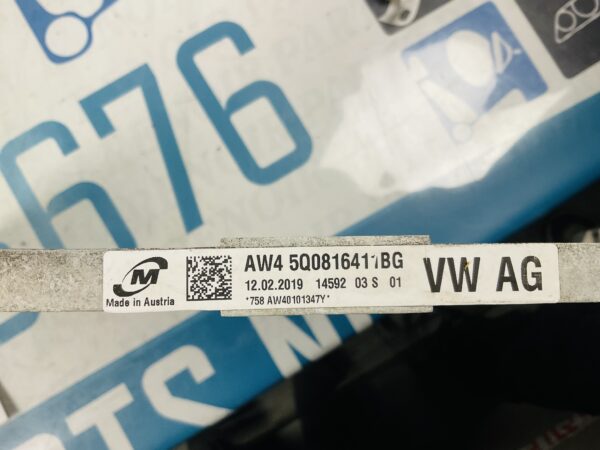 676
M
Made in Austria
AW4 5Q0816411BG
12.02.2019 14592 03 S 01
*758 AW40101347Y*
VW AG